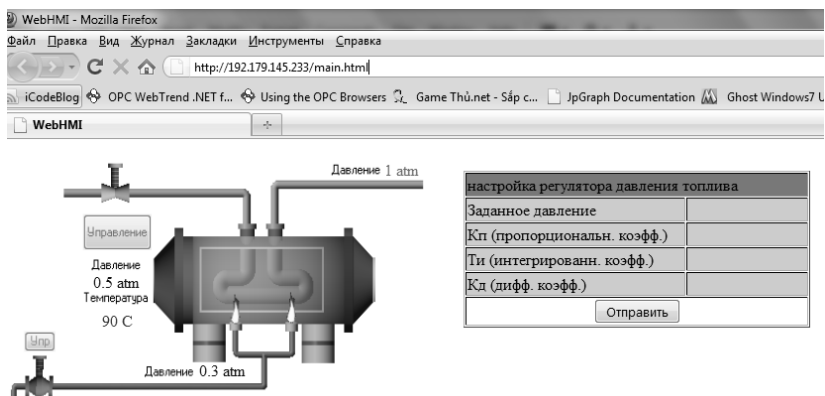 WebHMI - Mozilla Firefox
Файл Правка Вид Журнал Закладки Инструменты Справка
http://192.179.145.233/main.html
iCodeBlog OPC WebTrend .NET f... Using the OPC Browsers Game Thủ.net - Sắp c... JpGraph Documentation Ghost Windows7 U
WebHMI
Давление 1 atm
Управление
Давление
0.5 atm
Температура
90 C
Упр
Давление 0.3 atm
настройка регулятора давления топлива
Заданное давление
Кп (пропорциональн. коэфф.)
Ти (интегрированн. коэфф.)
Кд (дифф. коэфф.)
Отправить